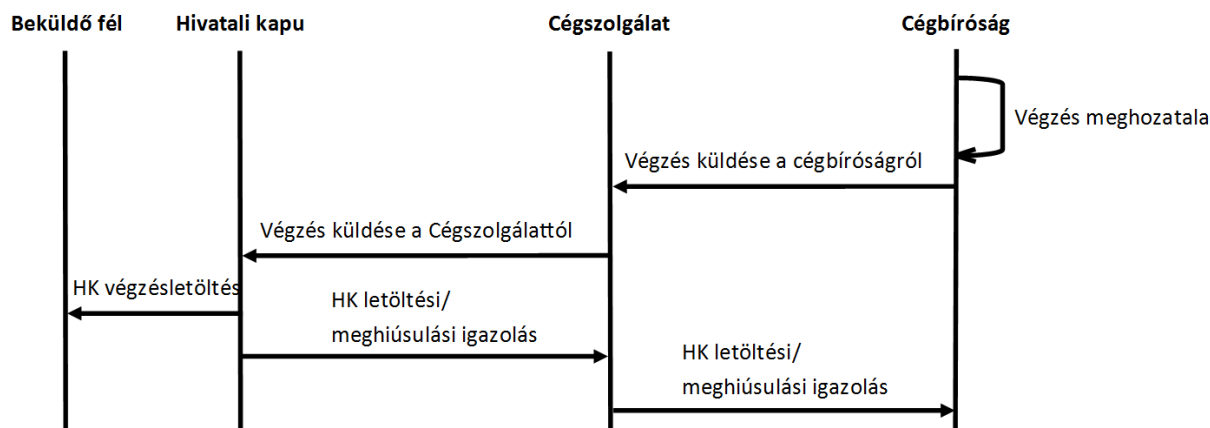 Beküldő fél
Hivatali kapu
Cégszolgálat
Cégbíróság
Végzés meghozatala
Végzés küldése a cégbíróságról
Végzés küldése a Cégszolgálattól
HK végzésletöltés
HK letöltési/
meghiúsulási igazolás
HK letöltési/
meghiúsulási igazolás